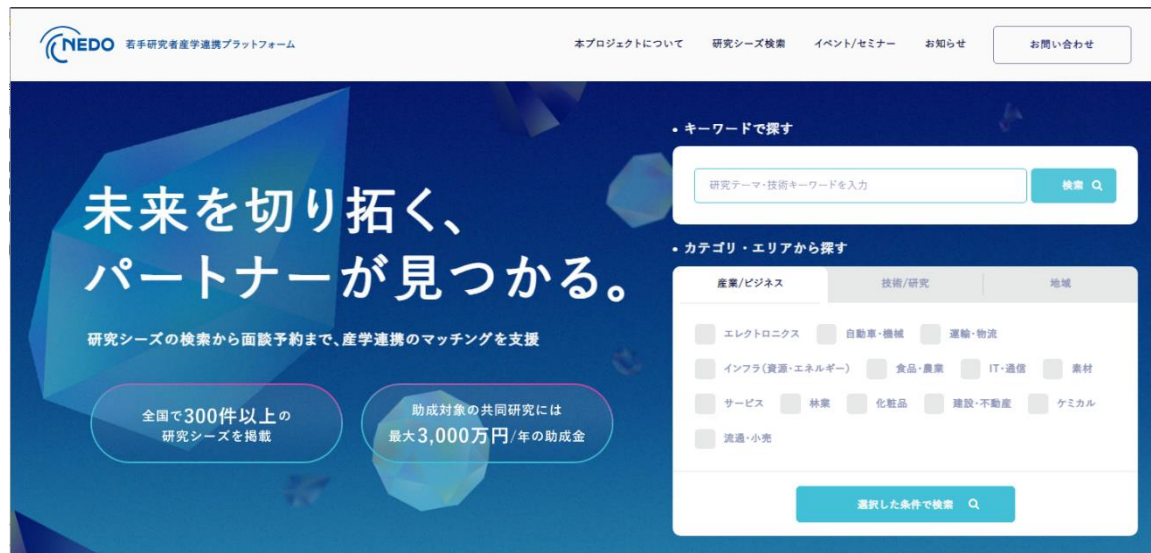 NEDO 若手研究者産学連携プラットフォーム
本プロジェクトについて 研究シーズ検索 イベント/セミナー お知らせ お問い合わせ
未来を切り拓く、
パートナーが見つかる。
研究シーズの検索から面談予約まで、産学連携のマッチングを支援
全国で300件以上の
研究シーズを掲載
助成対象の共同研究には
最大3,000万円/年の助成金
• キーワードで探す
研究テーマ・技術キーワードを入力 検索
• カテゴリ・エリアから探す
産業/ビジネス 技術/研究 地域
エレクトロニクス 自動車・機械 運輸・物流
インフラ(資源・エネルギー) 食品・農業 IT・通信 素材
サービス 林業 化粧品 建設・不動産 ケミカル
流通・小売
選択した条件で検索